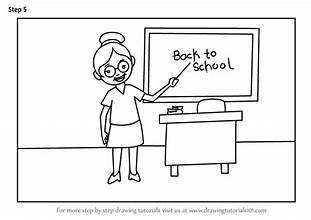 Step 5
Back to
School
For more step by step drawing tutorials visit us at www.drawingtutorials101.com